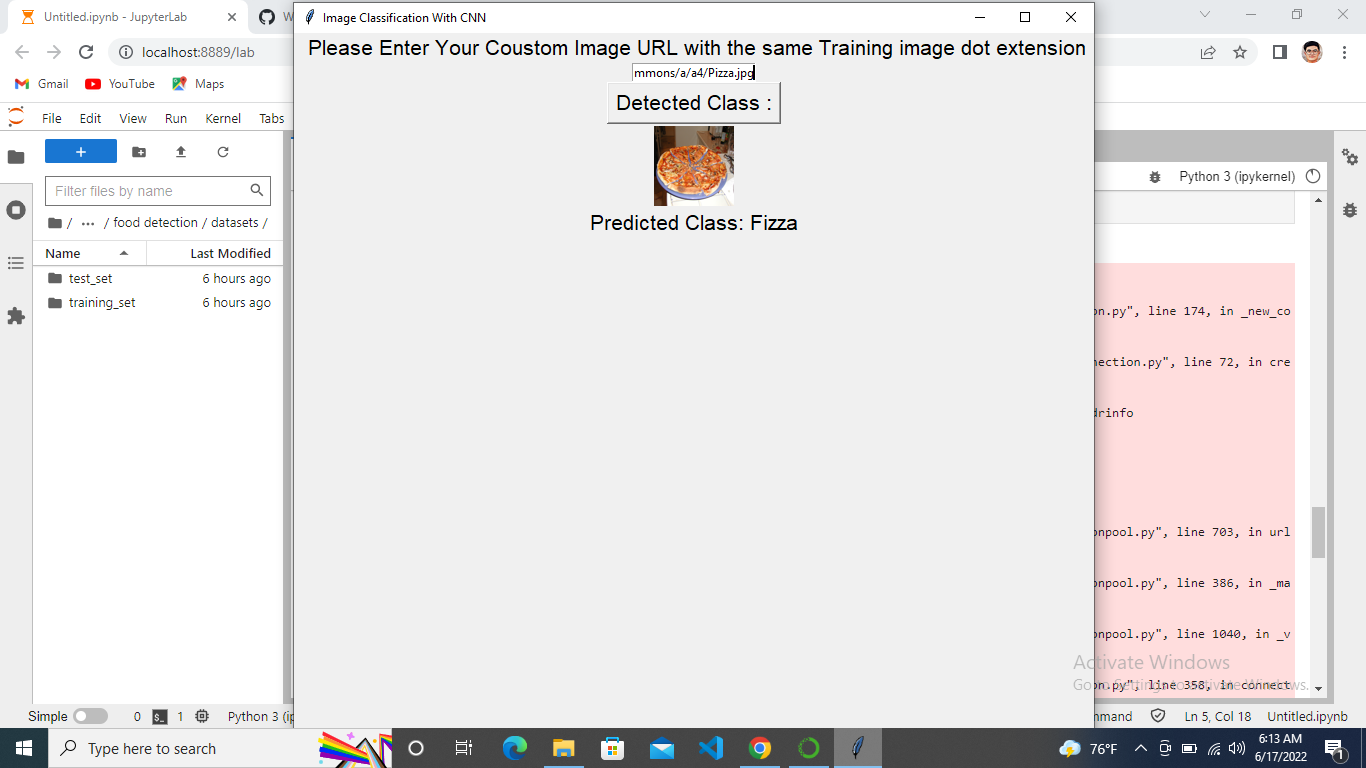 Untitled.ipynb - JupyterLab
W
Image Classification With CNN
localhost:8889/lab
Gmail
YouTube
Maps
Please Enter Your Coustom Image URL with the same Training image dot extension
mmons/a/a4/Pizza.jpg
Detected Class :
Predicted Class: Fizza
File Edit View Run Kernel Tabs
Filter files by name
/ ··· / food detection / datasets /
Name Last Modified
test_set 6 hours ago
training_set 6 hours ago
Python 3 (ipykernel)
on.py", line 174, in _new_co
nection.py", line 72, in cre
drinfo
onpool.py", line 703, in url
onpool.py", line 386, in _ma
onpool.py", line 1040, in _v
Activate Windows
Go to Settings to activate Windows.
on.py", line 358, in connect
Simple 0 $_ 1 Python 3 (ip
mmand Ln 5, Col 18 Untitled.ipynb
Type here to search
76°F
6:13 AM
6/17/2022
1